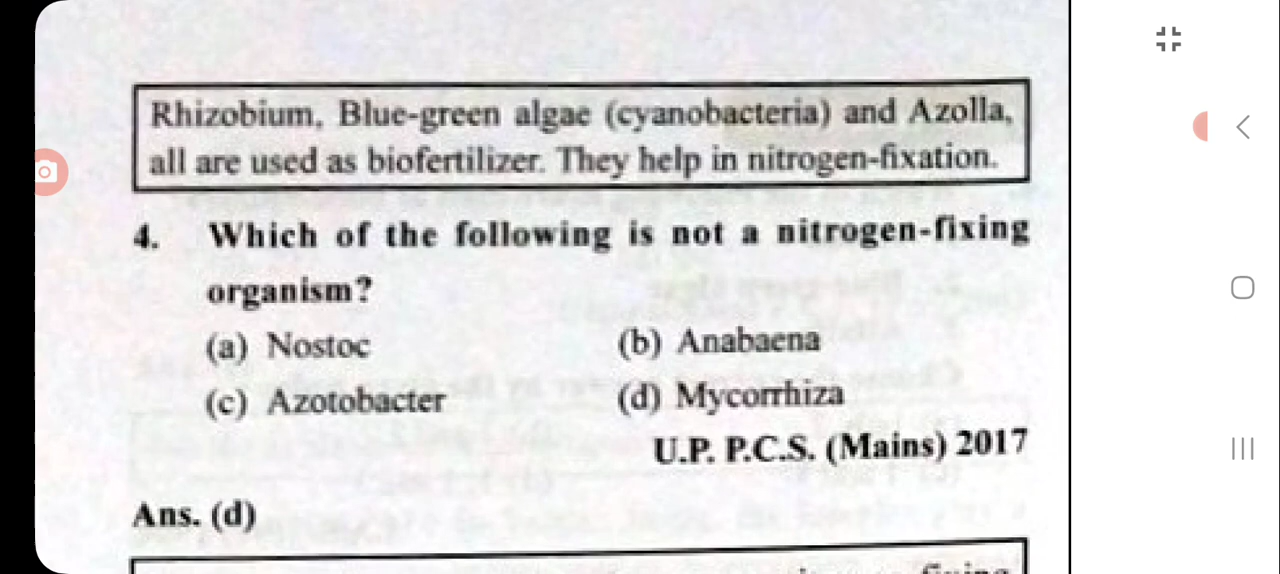 Rhizobium, Blue-green algae (cyanobacteria) and Azolla,
all are used as biofertilizer. They help in nitrogen-fixation.
4. Which of the following is not a nitrogen-fixing
organism?
(a) Nostoc (b) Anabaena
(c) Azotobacter (d) Mycorrhiza
U.P. P.C.S. (Mains) 2017
Ans. (d)